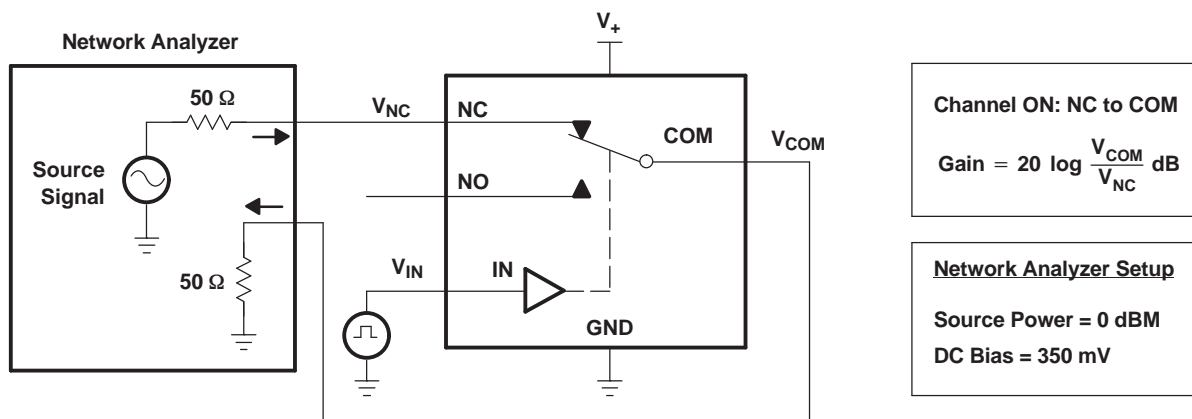 Network Analyzer
50 Ω
Source
Signal
50 Ω
V+
VNC
NC
COM
VCOM
NO
VIN
IN
GND
Channel ON: NC to COM
Gain = 20 log VCOM/VNC dB
Network Analyzer Setup
Source Power = 0 dBM
DC Bias = 350 mV